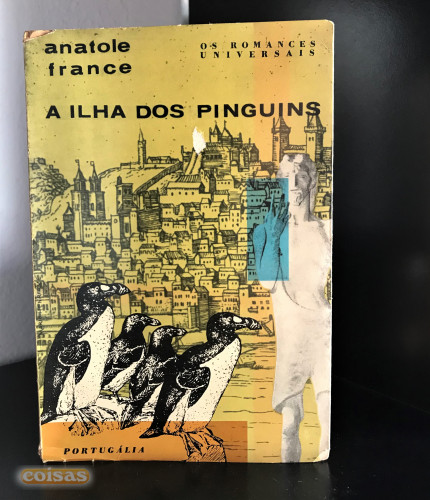 anatole
france
OS ROMANCES
UNIVERSAIS
A ILHA DOS PINGUINS
PORTUGÁLIA
coisas